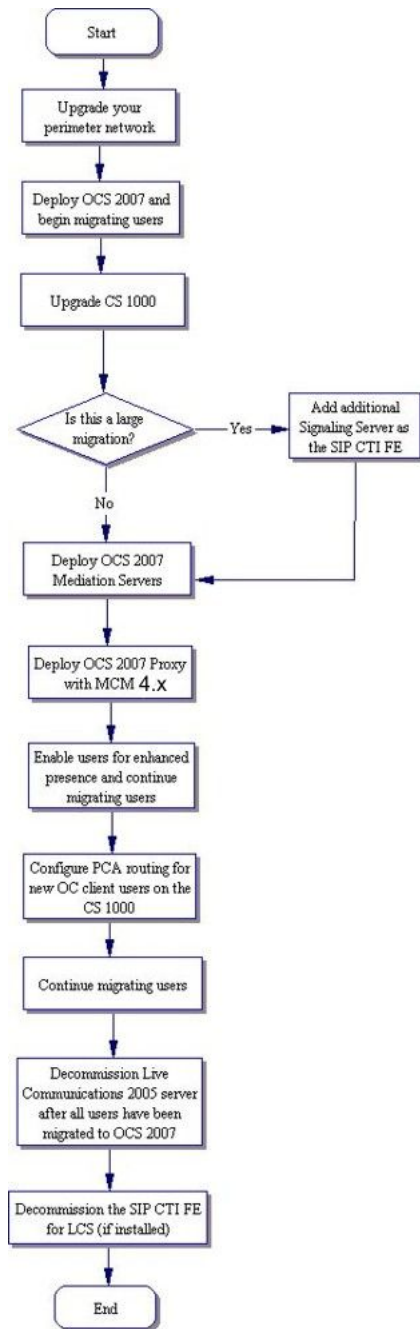 Start
Upgrade your
perimeter network
Deploy OCS 2007 and
begin migrating users
Upgrade CS 1000
Is this a large
migration?
Yes
Add additional
Signaling Server as
the SIP CTI FE
No
Deploy OCS 2007
Mediation Servers
Deploy OCS 2007 Proxy
with MCM 4.x
Enable users for enhanced
presence and continue
migrating users
Configure PCA routing for
new OC client users on the
CS 1000
Continue migrating users
Decommission Live
Communications 2005 server
after all users have been
migrated to OCS 2007
Decommission the SIP CTI FE
for LCS (if installed)
End